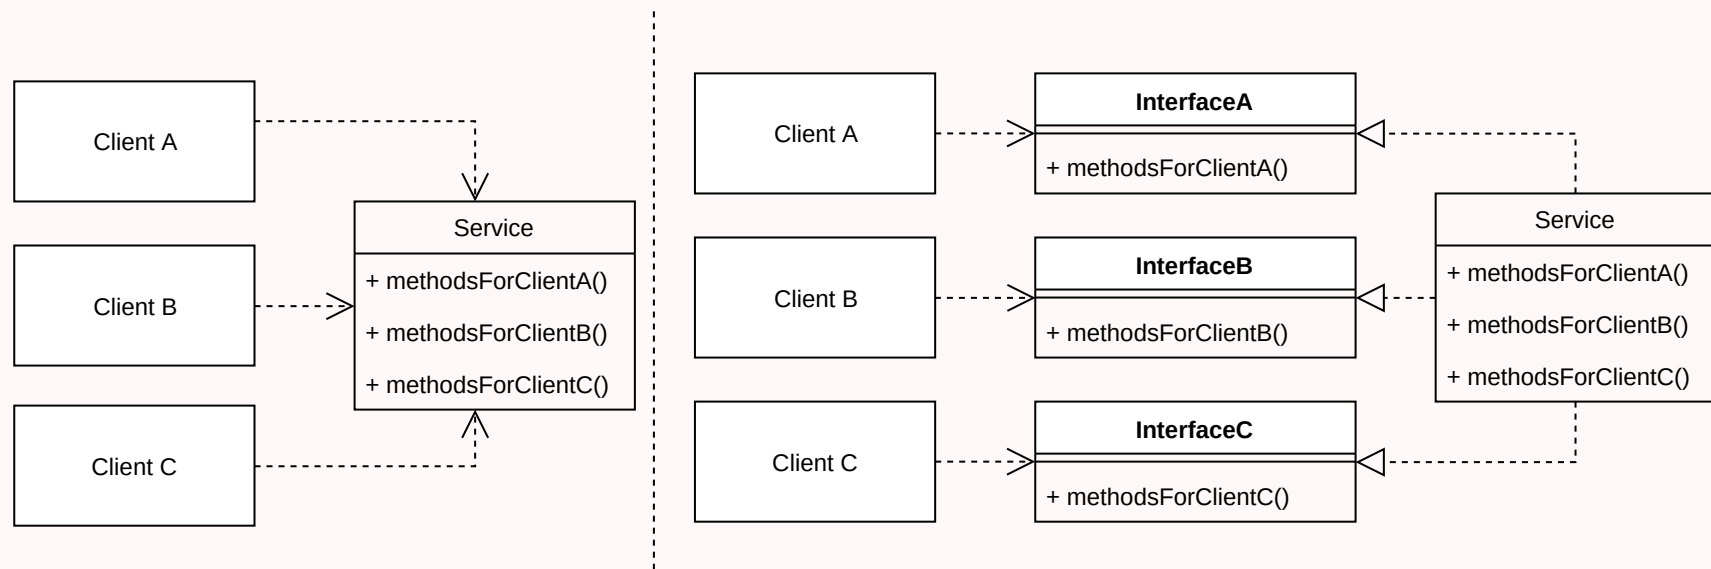 Client A
Client B
Client C
Service
+ methodsForClientA()
+ methodsForClientB()
+ methodsForClientC()
Client A
Client B
Client C
InterfaceA
+ methodsForClientA()
InterfaceB
+ methodsForClientB()
InterfaceC
+ methodsForClientC()
Service
+ methodsForClientA()
+ methodsForClientB()
+ methodsForClientC()